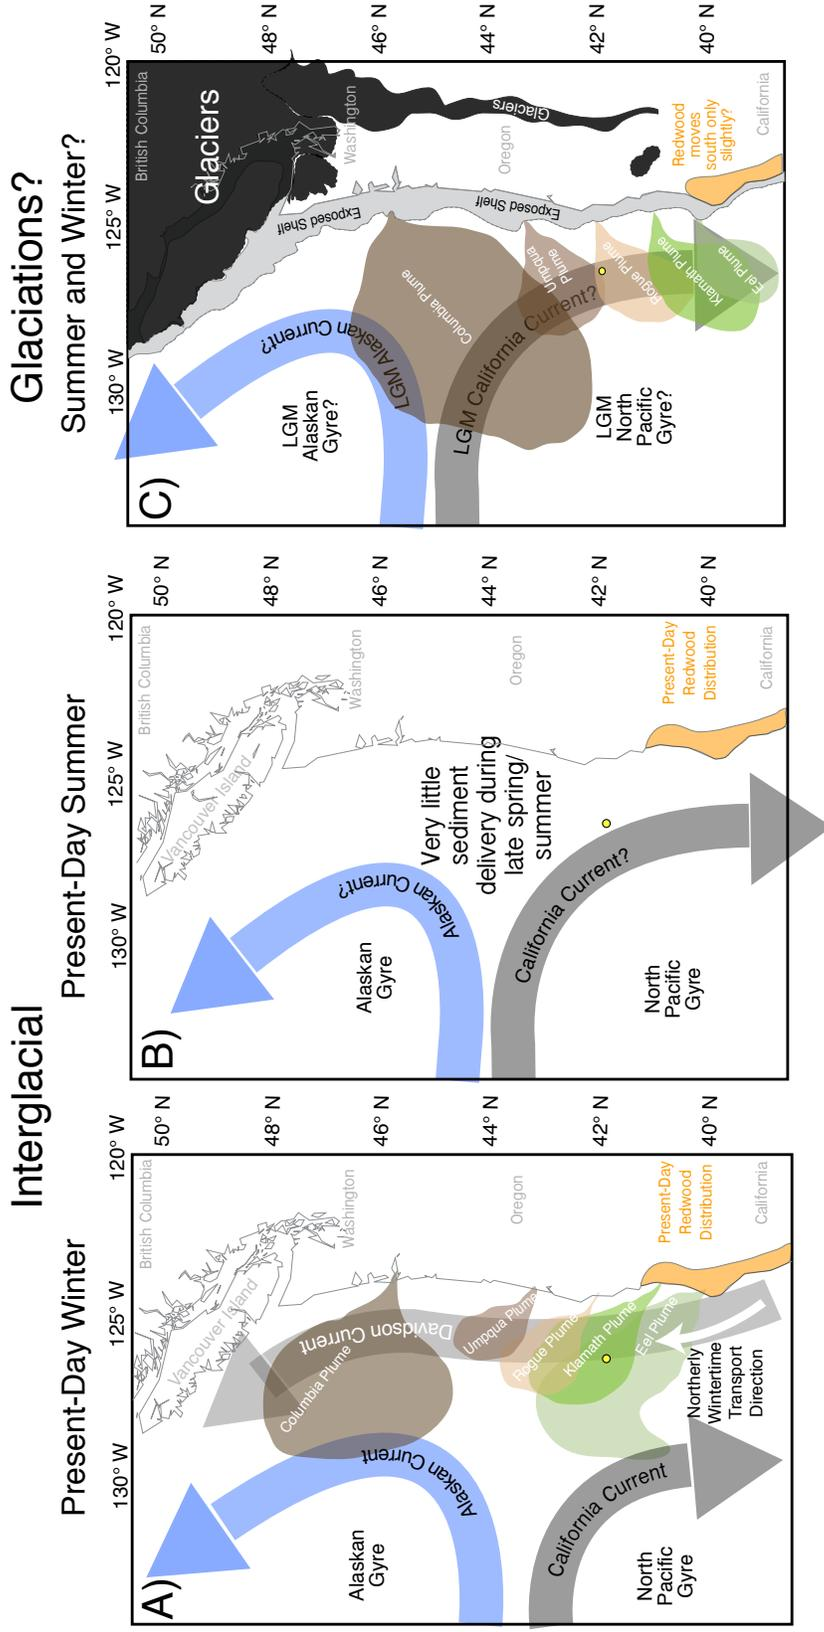 Interglacial
Glaciations?
Present-Day Winter
Present-Day Summer
Summer and Winter?
A)
130° W
125° W
120° W
50° N
48° N
46° N
44° N
42° N
40° N
British Columbia
Vancouver Island
Washington
Oregon
California
Alaskan
Gyre
Alaskan Current
Columbia Plume
Davidson Current
Umpqua Plume
Rogue Plume
Klamath Plume
Eel Plume
California Current
North
Pacific
Gyre
Northerly
Wintertime
Transport
Direction
Present-Day
Redwood
Distribution
B)
130° W
125° W
120° W
50° N
48° N
46° N
44° N
42° N
40° N
British Columbia
Vancouver Island
Washington
Oregon
California
Alaskan
Gyre
Alaskan Current?
Very little
sediment
delivery during
late spring/
summer
California Current?
North
Pacific
Gyre
Present-Day
Redwood
Distribution
C)
130° W
125° W
120° W
50° N
48° N
46° N
44° N
42° N
40° N
British Columbia
Glaciers
Washington
Glaciers
Oregon
California
Exposed Shelf
Exposed Shelf
LGM
Alaskan
Gyre?
LGM Alaskan Current?
Columbia Plume
Umpqua
Plume
Rogue Plume
Klamath Plume
Eel Plume
LGM California Current?
LGM
North
Pacific
Gyre?
Redwood
moves
south only
slightly?